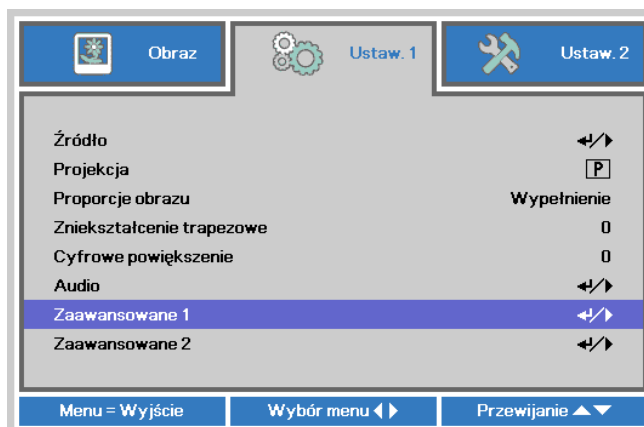 Obraz
Ustaw. 1
Ustaw. 2
Źródło
Projekcja P
Proporcje obrazu Wypełnienie
Zniekształcenie trapezowe 0
Cyfrowe powiększenie 0
Audio
Zaawansowane 1
Zaawansowane 2
Menu = Wyjście
Wybór menu
Przewijanie